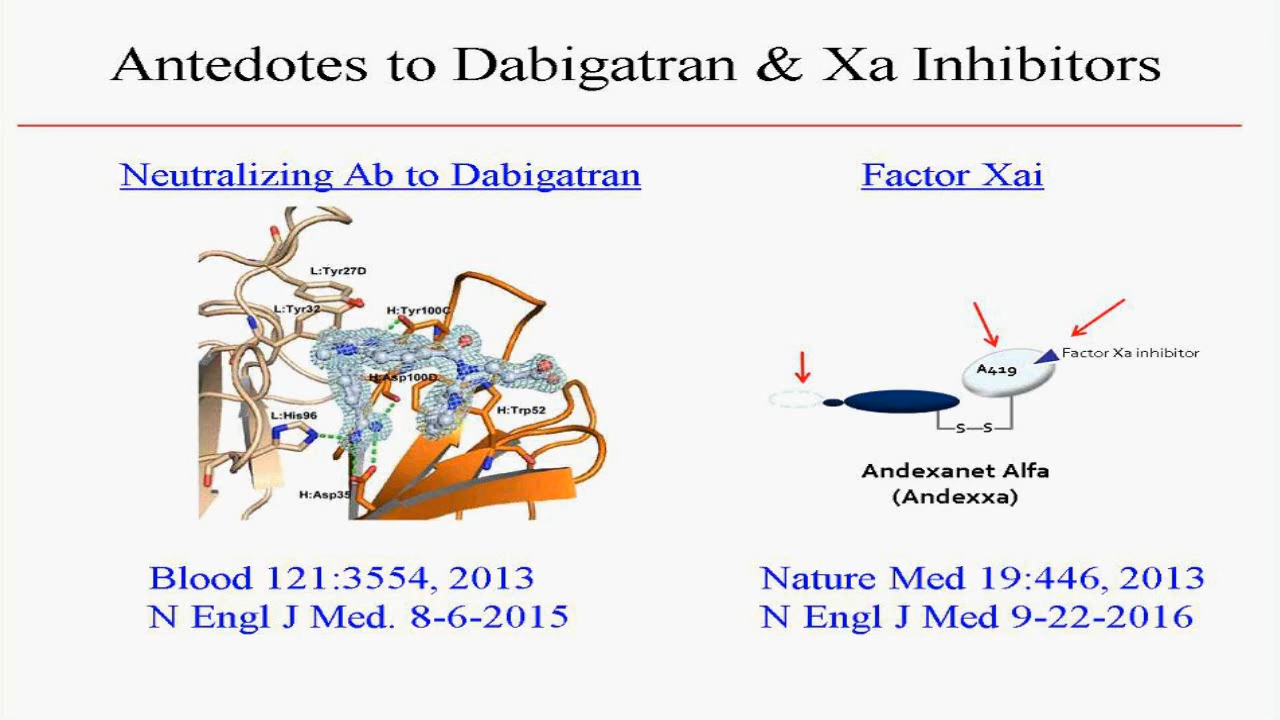 Antedotes to Dabigatran & Xa Inhibitors
Neutralizing Ab to Dabigatran
Factor Xai
L:Tyr27D
L:Tyr32
H:Tyr100C
H:Asp100D
L:His96
H:Trp52
H:Asp35
Factor Xa inhibitor
A419
S—S
Andexanet Alfa
(Andexxa)
Blood 121:3554, 2013
N Engl J Med. 8-6-2015
Nature Med 19:446, 2013
N Engl J Med 9-22-2016